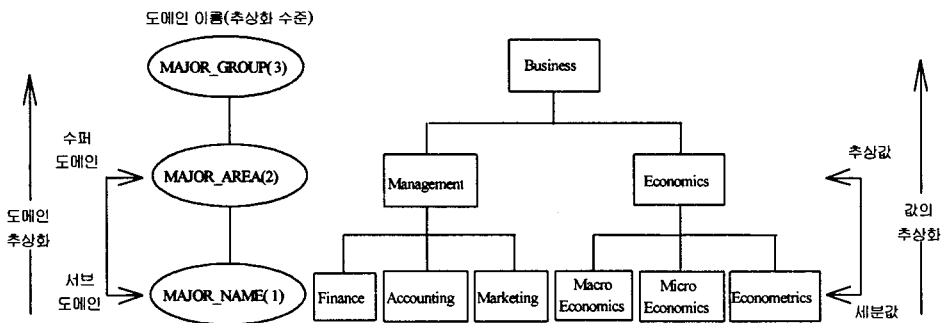 도메인 이름(추상화 수준)
MAJOR_GROUP(3)
Business
수퍼
도메인
MAJOR_AREA(2)
Management
Economics
추상값
도메인
추상화
값의
추상화
서브
도메인
MAJOR_NAME(1)
Finance
Accounting
Marketing
Macro
Economics
Micro
Economics
Econometrics
세분값